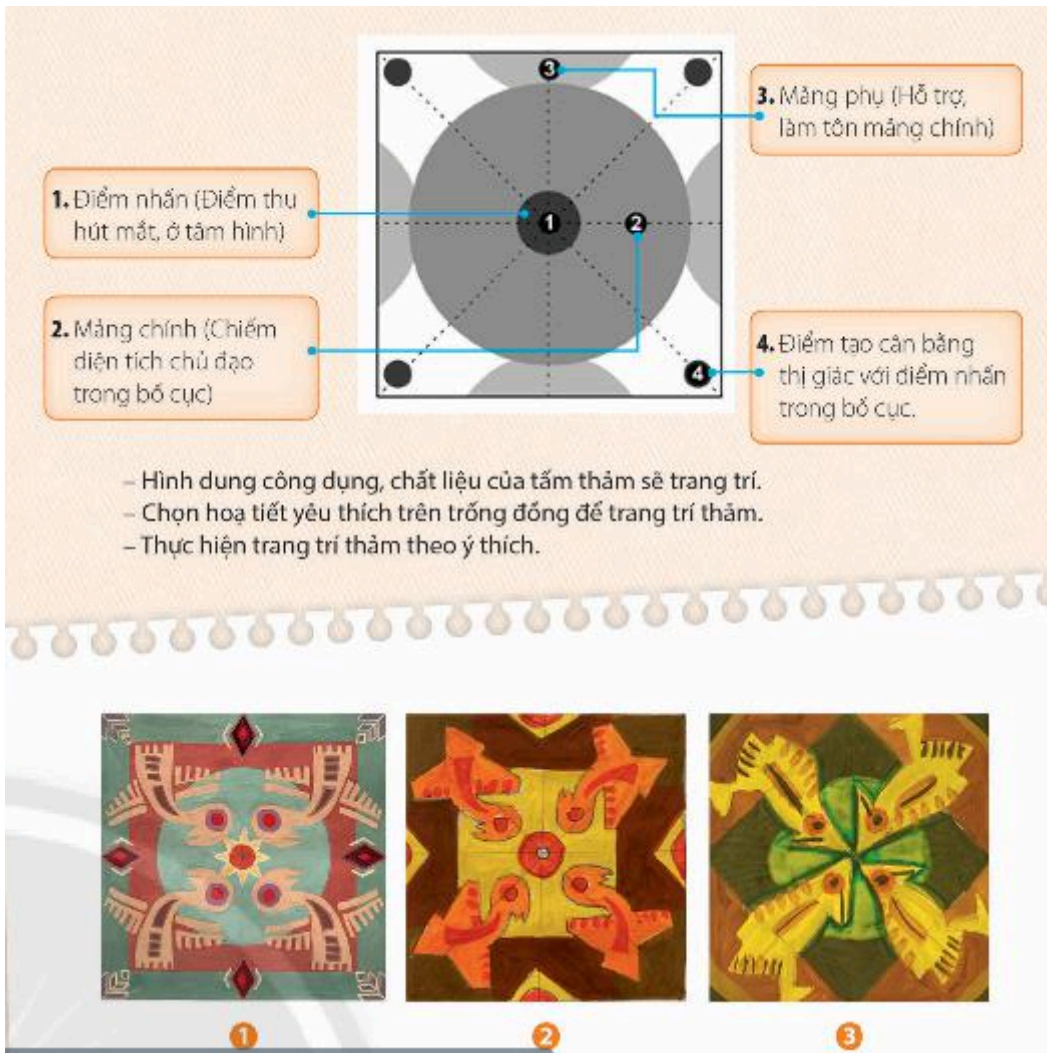 3
3. Mảng phụ (Hỗ trợ,
làm tôn mảng chính)
1. Điểm nhấn (Điểm thu
hút mắt, ở tâm hình)
1
2
2. Mảng chính (Chiếm
diện tích chủ đạo
trong bố cục)
4
4. Điểm tạo cân bằng
thị giác với điểm nhấn
trong bố cục.
– Hình dung công dụng, chất liệu của tấm thảm sẽ trang trí.
– Chọn hoạ tiết yêu thích trên trống đồng để trang trí thảm.
– Thực hiện trang trí thảm theo ý thích.
1
2
3